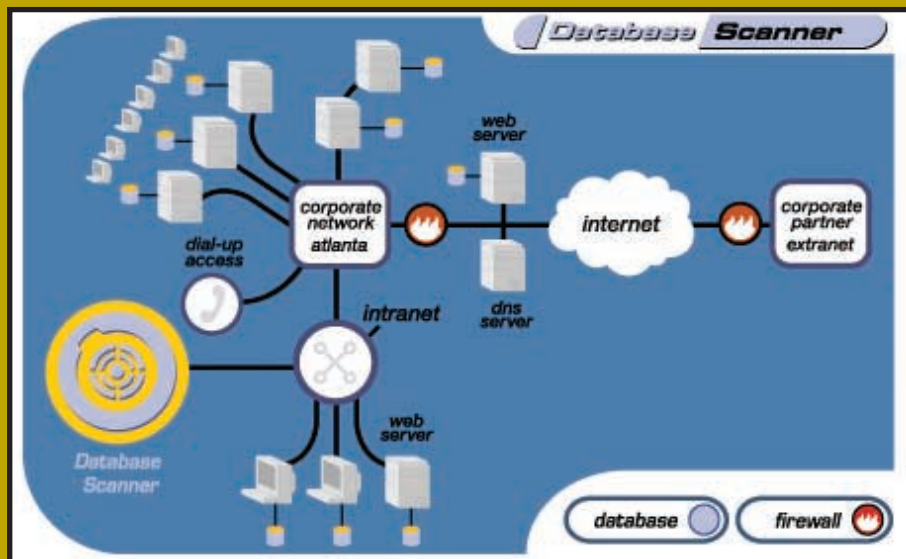 Database Scanner
web
server
corporate
network
atlanta
internet
corporate
partner
extranet
dial-up
access
dns
server
intranet
web
server
Database
Scanner
database
firewall